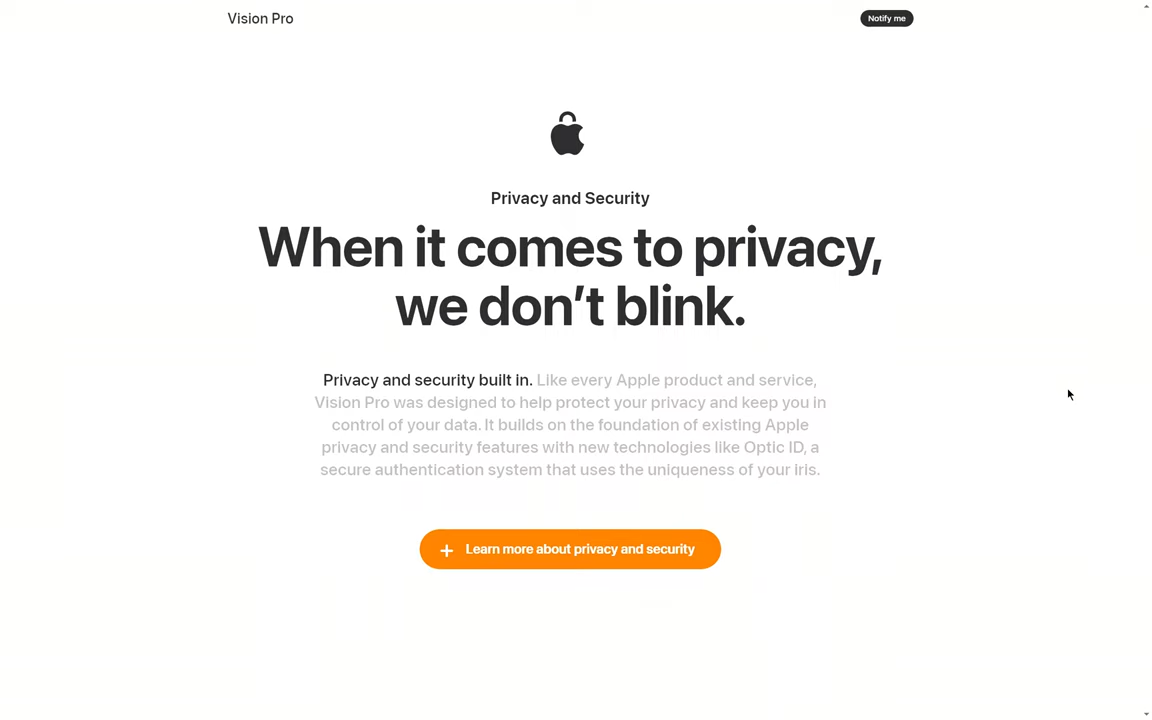 Vision Pro
Notify me
Privacy and Security
When it comes to privacy,
we don’t blink.
Privacy and security built in. Like every Apple product and service,
Vision Pro was designed to help protect your privacy and keep you in
control of your data. It builds on the foundation of existing Apple
privacy and security features with new technologies like Optic ID, a
secure authentication system that uses the uniqueness of your iris.
+ Learn more about privacy and security